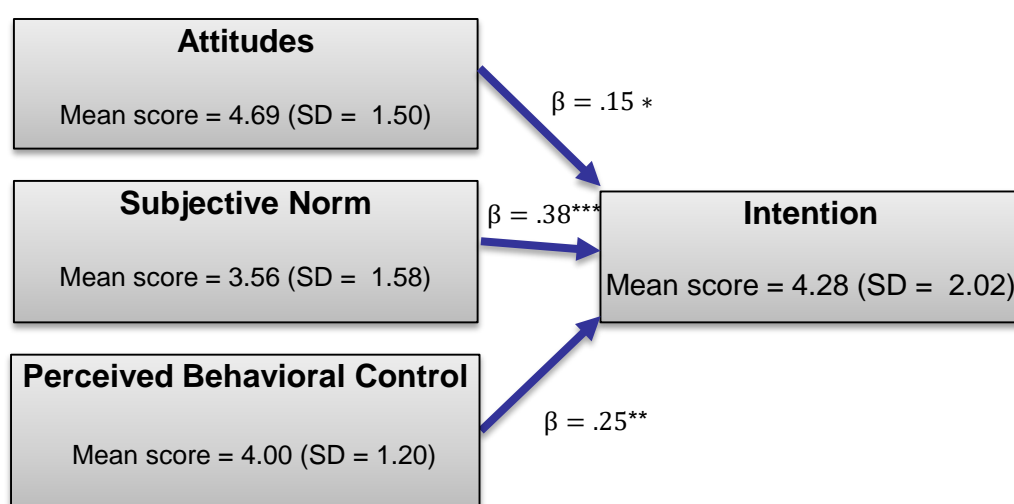 Attitudes
Mean score = 4.69 (SD = 1.50)
β = .15 *
Subjective Norm
Mean score = 3.56 (SD = 1.58)
β = .38***
Intention
Mean score = 4.28 (SD = 2.02)
Perceived Behavioral Control
Mean score = 4.00 (SD = 1.20)
β = .25**